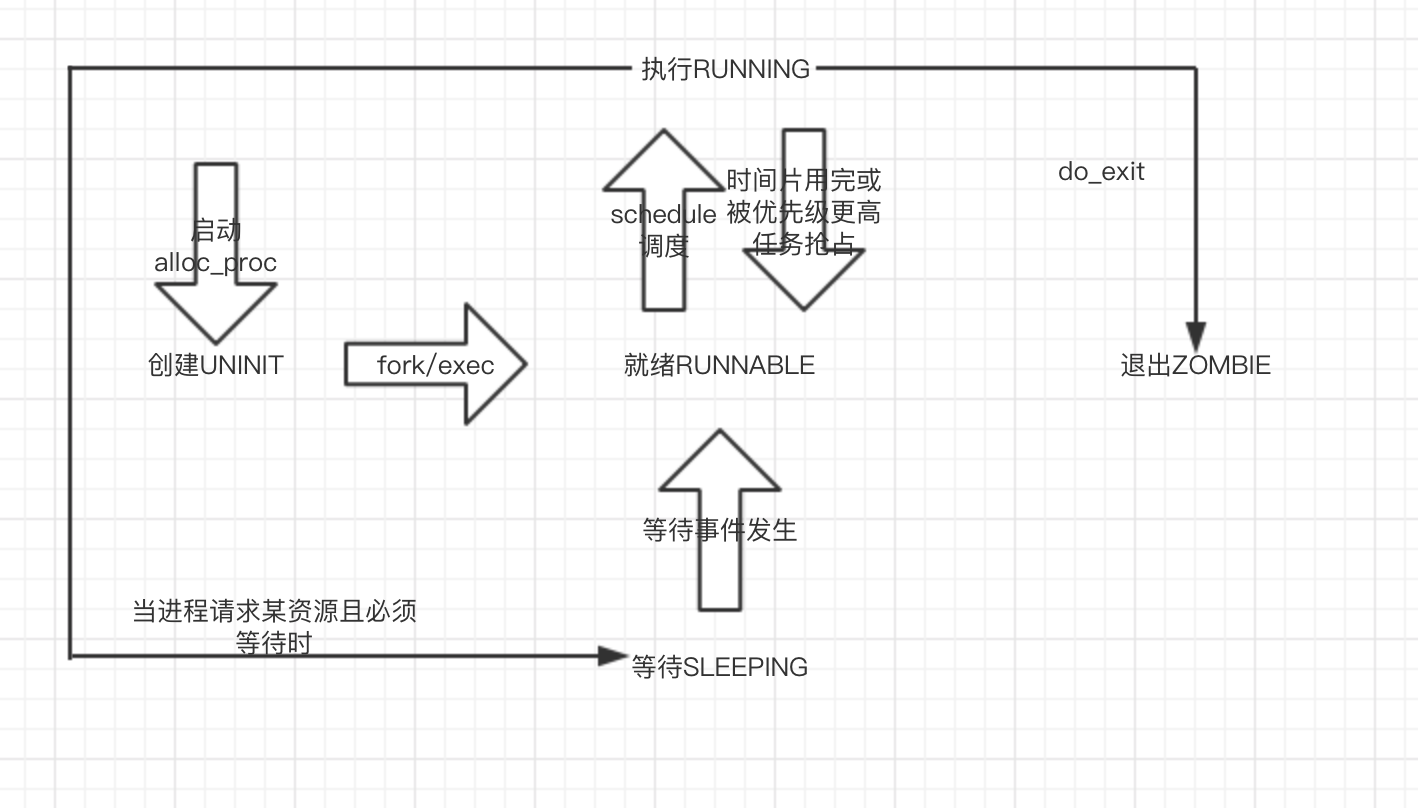 执行RUNNING
do_exit
启动
alloc_proc
schedule
调度
时间片用完或
被优先级更高
任务抢占
创建UNINIT
fork/exec
就绪RUNNABLE
退出ZOMBIE
等待事件发生
当进程请求某资源且必须
等待时
等待SLEEPING